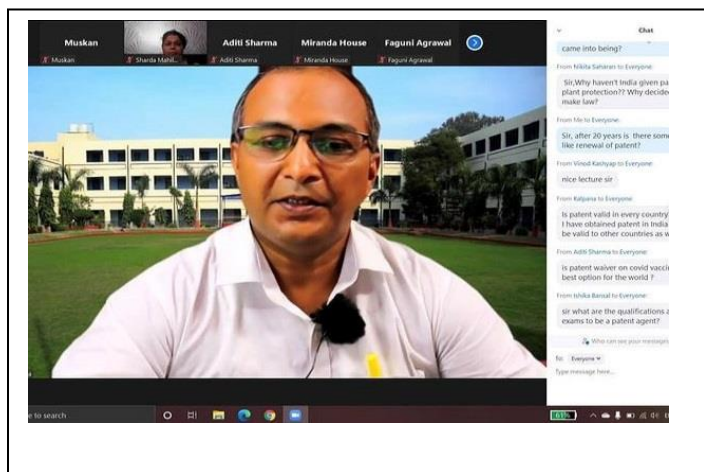 Muskan
Aditi Sharma
Miranda House
Faguni Agrawal
Muskan
Sharda Mahil...
Aditi Sharma
Miranda House
Faguni Agrawal
Chat
came into being?
From Nikita Saharan to Everyone:
Sir,Why haven't India given pa
plant protection?? Why decided
make law?
From Me to Everyone:
Sir, after 20 years is there som
like renewal of patent?
From Vinod Kashyap to Everyone:
nice lecture sir
From Kalpana to Everyone:
Is patent valid in every country
I have obtained patent in India
be valid to other countries as w
From Aditi Sharma to Everyone:
is patent waiver on covid vacci
best option for the world ?
From Ishika Bansal to Everyone:
sir what are the qualifications a
exams to be a patent agent?
Who can see your messages
To: Everyone
Type message here...
e to search
61%